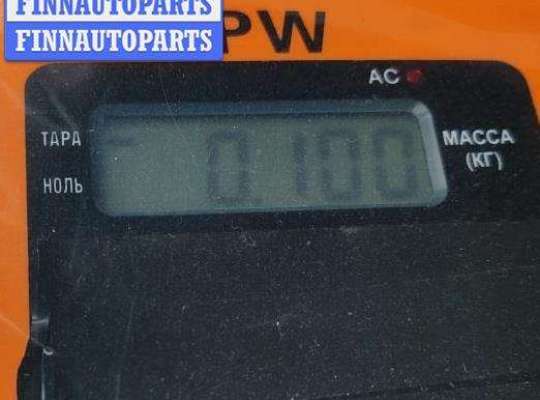 FINNAUTOPARTS
FINNAUTOPARTS
PW
AC
ТАРА
НОЛЬ
0.100
МАССА
(КГ)